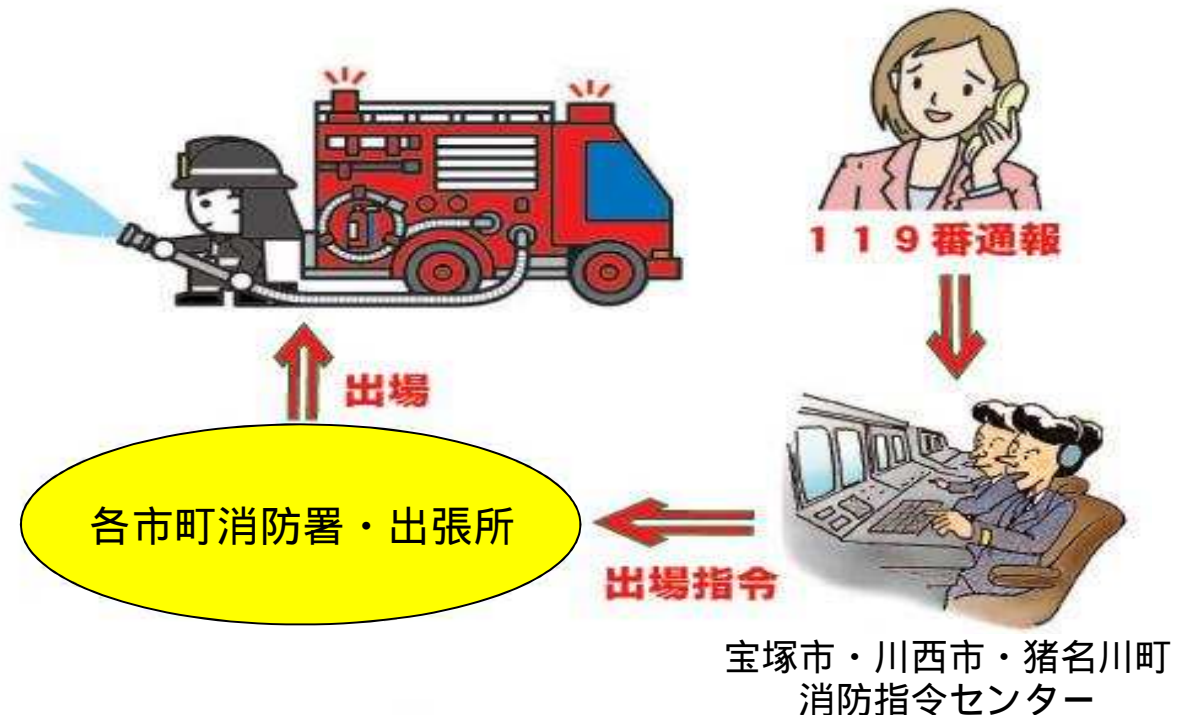 119番通報
出場
各市町消防署・出張所
出場指令
宝塚市・川西市・猪名川町
消防指令センター